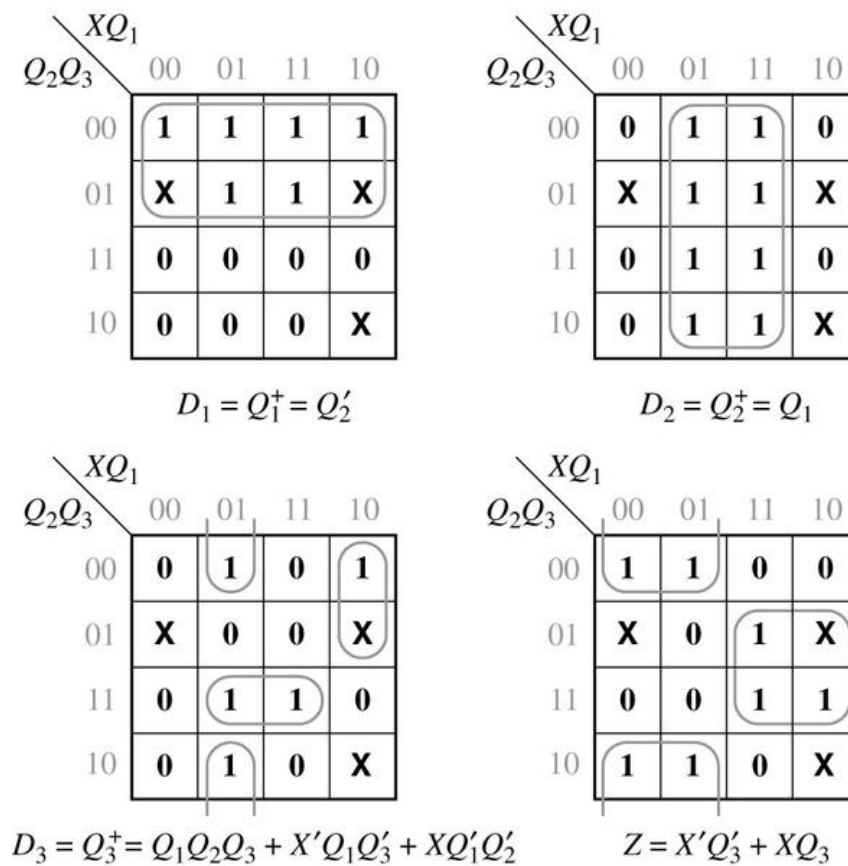 XQ₁ XQ₁
Q₂Q₃ 00 01 11 10 Q₂Q₃ 00 01 11 10
00 1 1 1 1 00 0 1 1 0
01 X 1 1 X 01 X 1 1 X
11 0 0 0 0 11 0 1 1 0
10 0 0 0 X 10 0 1 1 X
D₁ = Q₁⁺ = Q₂′ D₂ = Q₂⁺ = Q₁
XQ₁ XQ₁
Q₂Q₃ 00 01 11 10 Q₂Q₃ 00 01 11 10
00 0 1 0 1 00 1 1 0 0
01 X 0 0 X 01 X 0 1 X
11 0 1 1 0 11 0 0 1 1
10 0 1 0 X 10 1 1 0 X
D₃ = Q₃⁺ = Q₁Q₂Q₃ + X′Q₁Q₃′ + XQ₁′Q₂′ Z = X′Q₃′ + XQ₃